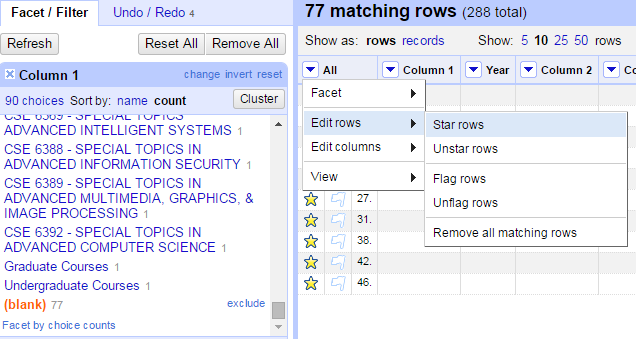 Facet / Filter
Undo / Redo 4
Refresh
Reset All
Remove All
Column 1
change invert reset
90 choices Sort by: name count
Cluster
CSE 6369 - SPECIAL TOPICS IN
ADVANCED INTELLIGENT SYSTEMS 1
CSE 6388 - SPECIAL TOPICS IN
ADVANCED INFORMATION SECURITY 1
CSE 6389 - SPECIAL TOPICS IN
ADVANCED MULTIMEDIA, GRAPHICS, &
IMAGE PROCESSING 1
CSE 6392 - SPECIAL TOPICS IN
ADVANCED COMPUTER SCIENCE 1
Graduate Courses 1
Undergraduate Courses 1
(blank) 77
exclude
Facet by choice counts
77 matching rows (288 total)
Show as: rows records
Show: 5 10 25 50 rows
All
Column 1
Year
Column 2
Co
Facet
Edit rows
Edit columns
View
Star rows
Unstar rows
Flag rows
Unflag rows
Remove all matching rows
27.
31.
38.
42.
46.